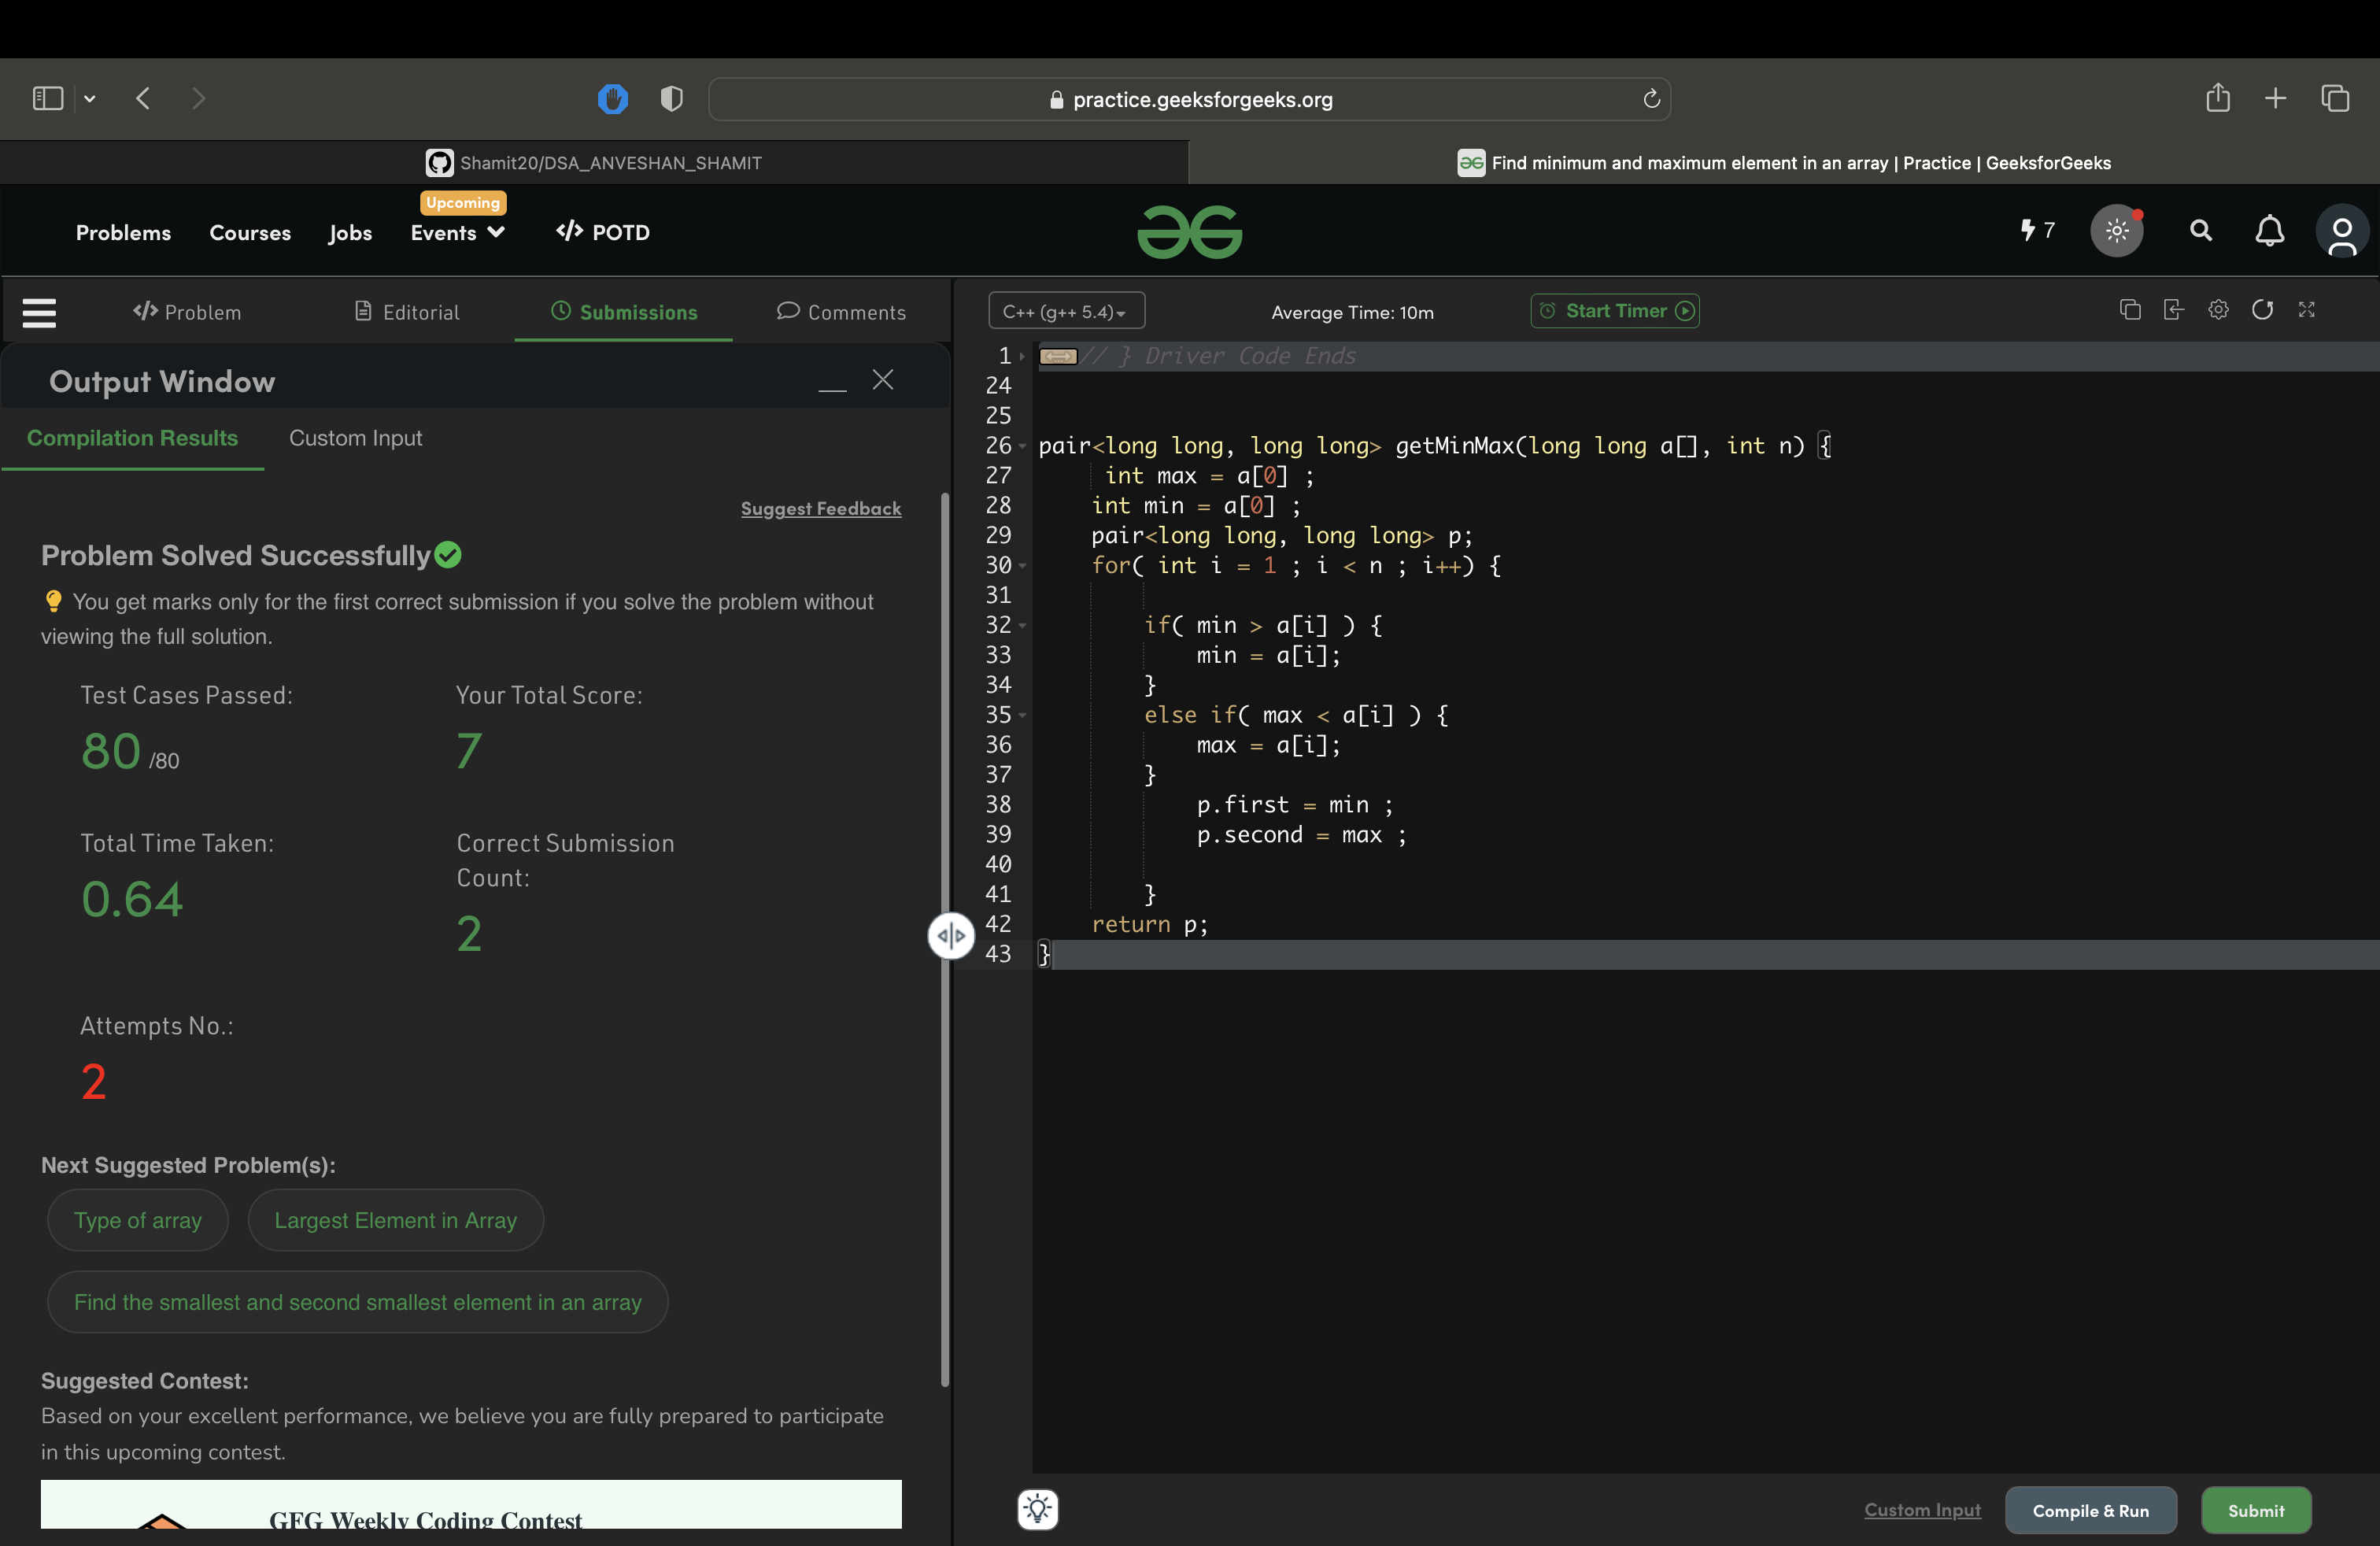 practice.geeksforgeeks.org
Shamit20/DSA_ANVESHAN_SHAMIT
Find minimum and maximum element in an array | Practice | GeeksforGeeks
Problems
Courses
Jobs
Upcoming
Events
</> POTD
7
</> Problem
Editorial
Submissions
Comments
Output Window
Compilation Results
Custom Input
Suggest Feedback
Problem Solved Successfully
You get marks only for the first correct submission if you solve the problem without
viewing the full solution.
Test Cases Passed:
80 /80
Your Total Score:
7
Total Time Taken:
0.64
Correct Submission
Count:
2
Attempts No.:
2
Next Suggested Problem(s):
Type of array
Largest Element in Array
Find the smallest and second smallest element in an array
Suggested Contest:
Based on your excellent performance, we believe you are fully prepared to participate
in this upcoming contest.
GFG Weekly Coding Contest
C++ (g++ 5.4)
Average Time: 10m
Start Timer
1 // } Driver Code Ends
24
25
26 pair<long long, long long> getMinMax(long long a[], int n) {
27 int max = a[0] ;
28 int min = a[0] ;
29 pair<long long, long long> p;
30 for( int i = 1 ; i < n ; i++) {
31
32 if( min > a[i] ) {
33 min = a[i];
34 }
35 else if( max < a[i] ) {
36 max = a[i];
37 }
38 p.first = min ;
39 p.second = max ;
40
41 }
42 return p;
43 }
Custom Input
Compile & Run
Submit